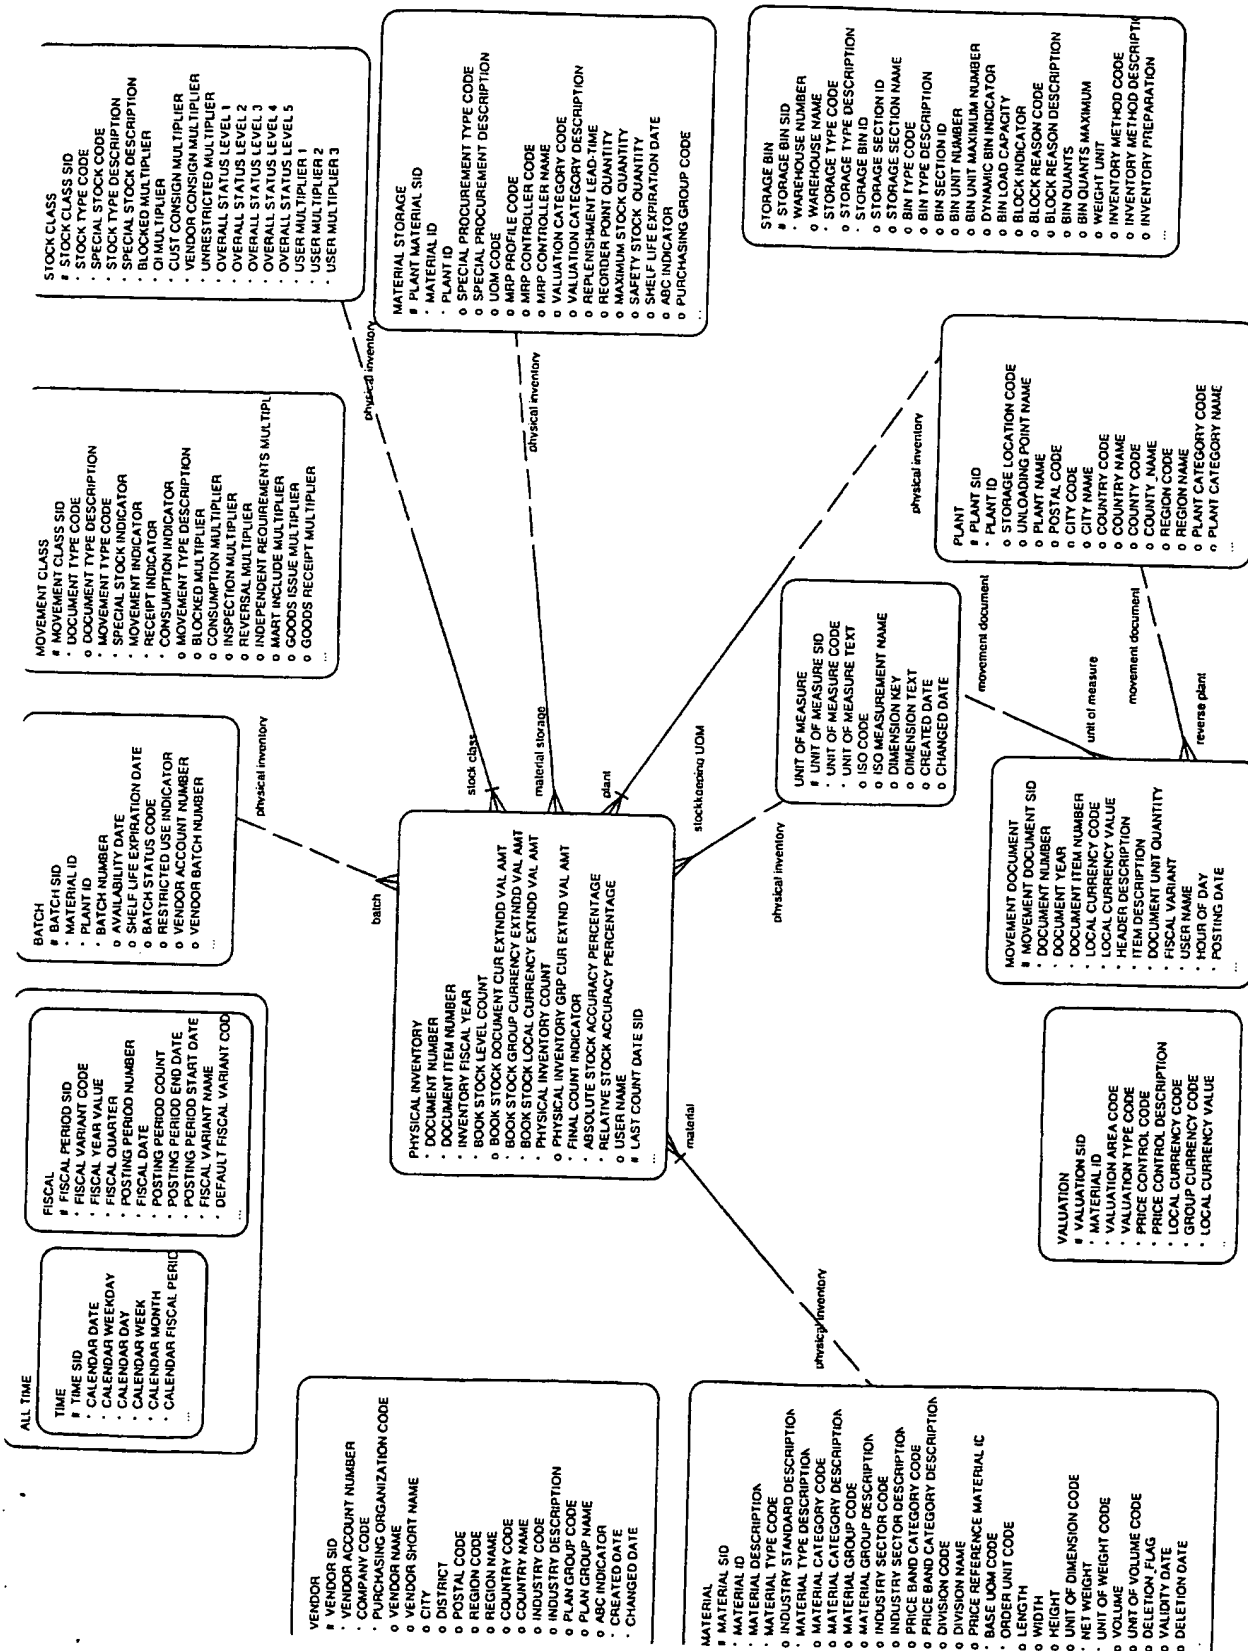 ALL TIME
TIME
# TIME SID
* CALENDAR DATE
* CALENDAR WEEKDAY
* CALENDAR DAY
* CALENDAR WEEK
* CALENDAR MONTH
* CALENDAR FISCAL PERIO
...
FISCAL
# FISCAL PERIOD SID
* FISCAL VARIANT CODE
* FISCAL YEAR VALUE
* FISCAL QUARTER
* POSTING PERIOD NUMBER
* FISCAL DATE
* POSTING PERIOD COUNT
* POSTING PERIOD END DATE
* POSTING PERIOD START DATE
* FISCAL VARIANT NAME
* DEFAULT FISCAL VARIANT COD
...
BATCH
# BATCH SID
* MATERIAL ID
* PLANT ID
* BATCH NUMBER
o AVAILABILITY DATE
o SHELF LIFE EXPIRATION DATE
o BATCH STATUS CODE
o RESTRICTED USE INDICATOR
o VENDOR ACCOUNT NUMBER
o VENDOR BATCH NUMBER
...
MOVEMENT CLASS
# MOVEMENT CLASS SID
* DOCUMENT TYPE CODE
o DOCUMENT TYPE DESCRIPTION
* MOVEMENT TYPE CODE
* SPECIAL STOCK INDICATOR
* MOVEMENT INDICATOR
* RECEIPT INDICATOR
* CONSUMPTION INDICATOR
o MOVEMENT TYPE DESCRIPTION
o BLOCKED MULTIPLIER
o CONSUMPTION MULTIPLIER
o INSPECTION MULTIPLIER
o REVERSAL MULTIPLIER
o INDEPENDENT REQUIREMENTS MULTIPL
o MART INCLUDE MULTIPLIER
o GOODS ISSUE MULTIPLIER
o GOODS RECEIPT MULTIPLIER
...
STOCK CLASS
# STOCK CLASS SID
* STOCK TYPE CODE
* SPECIAL STOCK CODE
* STOCK TYPE DESCRIPTION
* SPECIAL STOCK DESCRIPTION
* BLOCKED MULTIPLIER
* QI MULTIPLIER
* CUST CONSIGN MULTIPLIER
* VENDOR CONSIGN MULTIPLIER
* UNRESTRICTED MULTIPLIER
* OVERALL STATUS LEVEL 1
* OVERALL STATUS LEVEL 2
* OVERALL STATUS LEVEL 3
* OVERALL STATUS LEVEL 4
* OVERALL STATUS LEVEL 5
* USER MULTIPLIER 1
* USER MULTIPLIER 2
* USER MULTIPLIER 3
VENDOR
# VENDOR SID
* VENDOR ACCOUNT NUMBER
* COMPANY CODE
* PURCHASING ORGANIZATION CODE
o VENDOR NAME
o VENDOR SHORT NAME
o CITY
o DISTRICT
o POSTAL CODE
o REGION CODE
o REGION NAME
o COUNTRY CODE
o COUNTRY NAME
o INDUSTRY CODE
o INDUSTRY DESCRIPTION
o PLAN GROUP CODE
o PLAN GROUP NAME
o ABC INDICATOR
* CREATED DATE
* CHANGED DATE
physical inventory
batch
physical inventory
stock class
PHYSICAL INVENTORY
* DOCUMENT NUMBER
* DOCUMENT ITEM NUMBER
* INVENTORY FISCAL YEAR
* BOOK STOCK LEVEL COUNT
o BOOK STOCK DOCUMENT CUR EXTNDD VAL AMT
* BOOK STOCK GROUP CURRENCY EXTNDD VAL AMT
* BOOK STOCK LOCAL CURRENCY EXTNDD VAL AMT
* PHYSICAL INVENTORY COUNT
o PHYSICAL INVENTORY GRP CUR EXTND VAL AMT
* FINAL COUNT INDICATOR
* ABSOLUTE STOCK ACCURACY PERCENTAGE
* RELATIVE STOCK ACCURACY PERCENTAGE
o USER NAME
# LAST COUNT DATE SID
...
MATERIAL STORAGE
# PLANT MATERIAL SID
* MATERIAL ID
* PLANT ID
o SPECIAL PROCUREMENT TYPE CODE
o SPECIAL PROCUREMENT DESCRIPTION
o UOM CODE
o MRP PROFILE CODE
o MRP CONTROLLER CODE
o MRP CONTROLLER NAME
o VALUATION CATEGORY CODE
o VALUATION CATEGORY DESCRIPTION
o REPLENISHMENT LEAD-TIME
o REORDER POINT QUANTITY
o MAXIMUM STOCK QUANTITY
o SAFETY STOCK QUANTITY
o SHELF LIFE EXPIRATION DATE
o ABC INDICATOR
o PURCHASING GROUP CODE
...
physical inventory
material storage
plant
physical inventory
stockkeeping UOM
physical inventory
material
physical inventory
MATERIAL
# MATERIAL SID
* MATERIAL ID
* MATERIAL DESCRIPTION
* MATERIAL TYPE CODE
o INDUSTRY STANDARD DESCRIPTION
* MATERIAL TYPE DESCRIPTION
o MATERIAL CATEGORY CODE
o MATERIAL CATEGORY DESCRIPTION
o MATERIAL GROUP CODE
o MATERIAL GROUP DESCRIPTION
o INDUSTRY SECTOR CODE
o INDUSTRY SECTOR DESCRIPTION
o PRICE BAND CATEGORY CODE
o PRICE BAND CATEGORY DESCRIPTION
o DIVISION CODE
o DIVISION NAME
o PRICE REFERENCE MATERIAL IC
* BASE UOM CODE
* ORDER UNIT CODE
o LENGTH
o WIDTH
o HEIGHT
o UNIT OF DIMENSION CODE
* NET WEIGHT
* UNIT OF WEIGHT CODE
o VOLUME
o UNIT OF VOLUME CODE
o DELETION_FLAG
o VALIDITY DATE
o DELETION DATE
STORAGE BIN
# STORAGE BIN SID
* WAREHOUSE NUMBER
o WAREHOUSE NAME
* STORAGE TYPE CODE
o STORAGE TYPE DESCRIPTION
* STORAGE BIN ID
o STORAGE SECTION ID
o STORAGE SECTION NAME
o BIN TYPE CODE
o BIN TYPE DESCRIPTION
o BIN SECTION ID
o BIN UNIT NUMBER
o BIN UNIT MAXIMUM NUMBER
o DYNAMIC BIN INDICATOR
o BIN LOAD CAPACITY
o BLOCK INDICATOR
o BLOCK REASON CODE
o BLOCK REASON DESCRIPTION
o BIN QUANTS
o BIN QUANTS MAXIMUM
o WEIGHT UNIT
o INVENTORY METHOD CODE
o INVENTORY METHOD DESCRIPTI
o INVENTORY PREPARATION
...
UNIT OF MEASURE
# UNIT OF MEASURE SID
* UNIT OF MEASURE CODE
* UNIT OF MEASURE TEXT
o ISO CODE
o ISO MEASUREMENT NAME
o DIMENSION KEY
o DIMENSION TEXT
o CREATED DATE
o CHANGED DATE
PLANT
# PLANT SID
* PLANT ID
o STORAGE LOCATION CODE
o UNLOADING POINT NAME
o PLANT NAME
o POSTAL CODE
o CITY CODE
o CITY NAME
o COUNTRY CODE
o COUNTRY NAME
o COUNTY CODE
o COUNTY_NAME
o REGION CODE
o REGION NAME
o PLANT CATEGORY CODE
o PLANT CATEGORY NAME
...
movement document
unit of measure
movement document
reverse plant
MOVEMENT DOCUMENT
# MOVEMENT DOCUMENT SID
* DOCUMENT NUMBER
* DOCUMENT YEAR
* DOCUMENT ITEM NUMBER
* LOCAL CURRENCY CODE
* LOCAL CURRENCY VALUE
* HEADER DESCRIPTION
* ITEM DESCRIPTION
* DOCUMENT UNIT QUANTITY
* FISCAL VARIANT
* USER NAME
* HOUR OF DAY
* POSTING DATE
...
VALUATION
# VALUATION SID
* MATERIAL ID
* VALUATION AREA CODE
* VALUATION TYPE CODE
* PRICE CONTROL CODE
* PRICE CONTROL DESCRIPTION
* LOCAL CURRENCY CODE
* GROUP CURRENCY CODE
* LOCAL CURRENCY VALUE
...